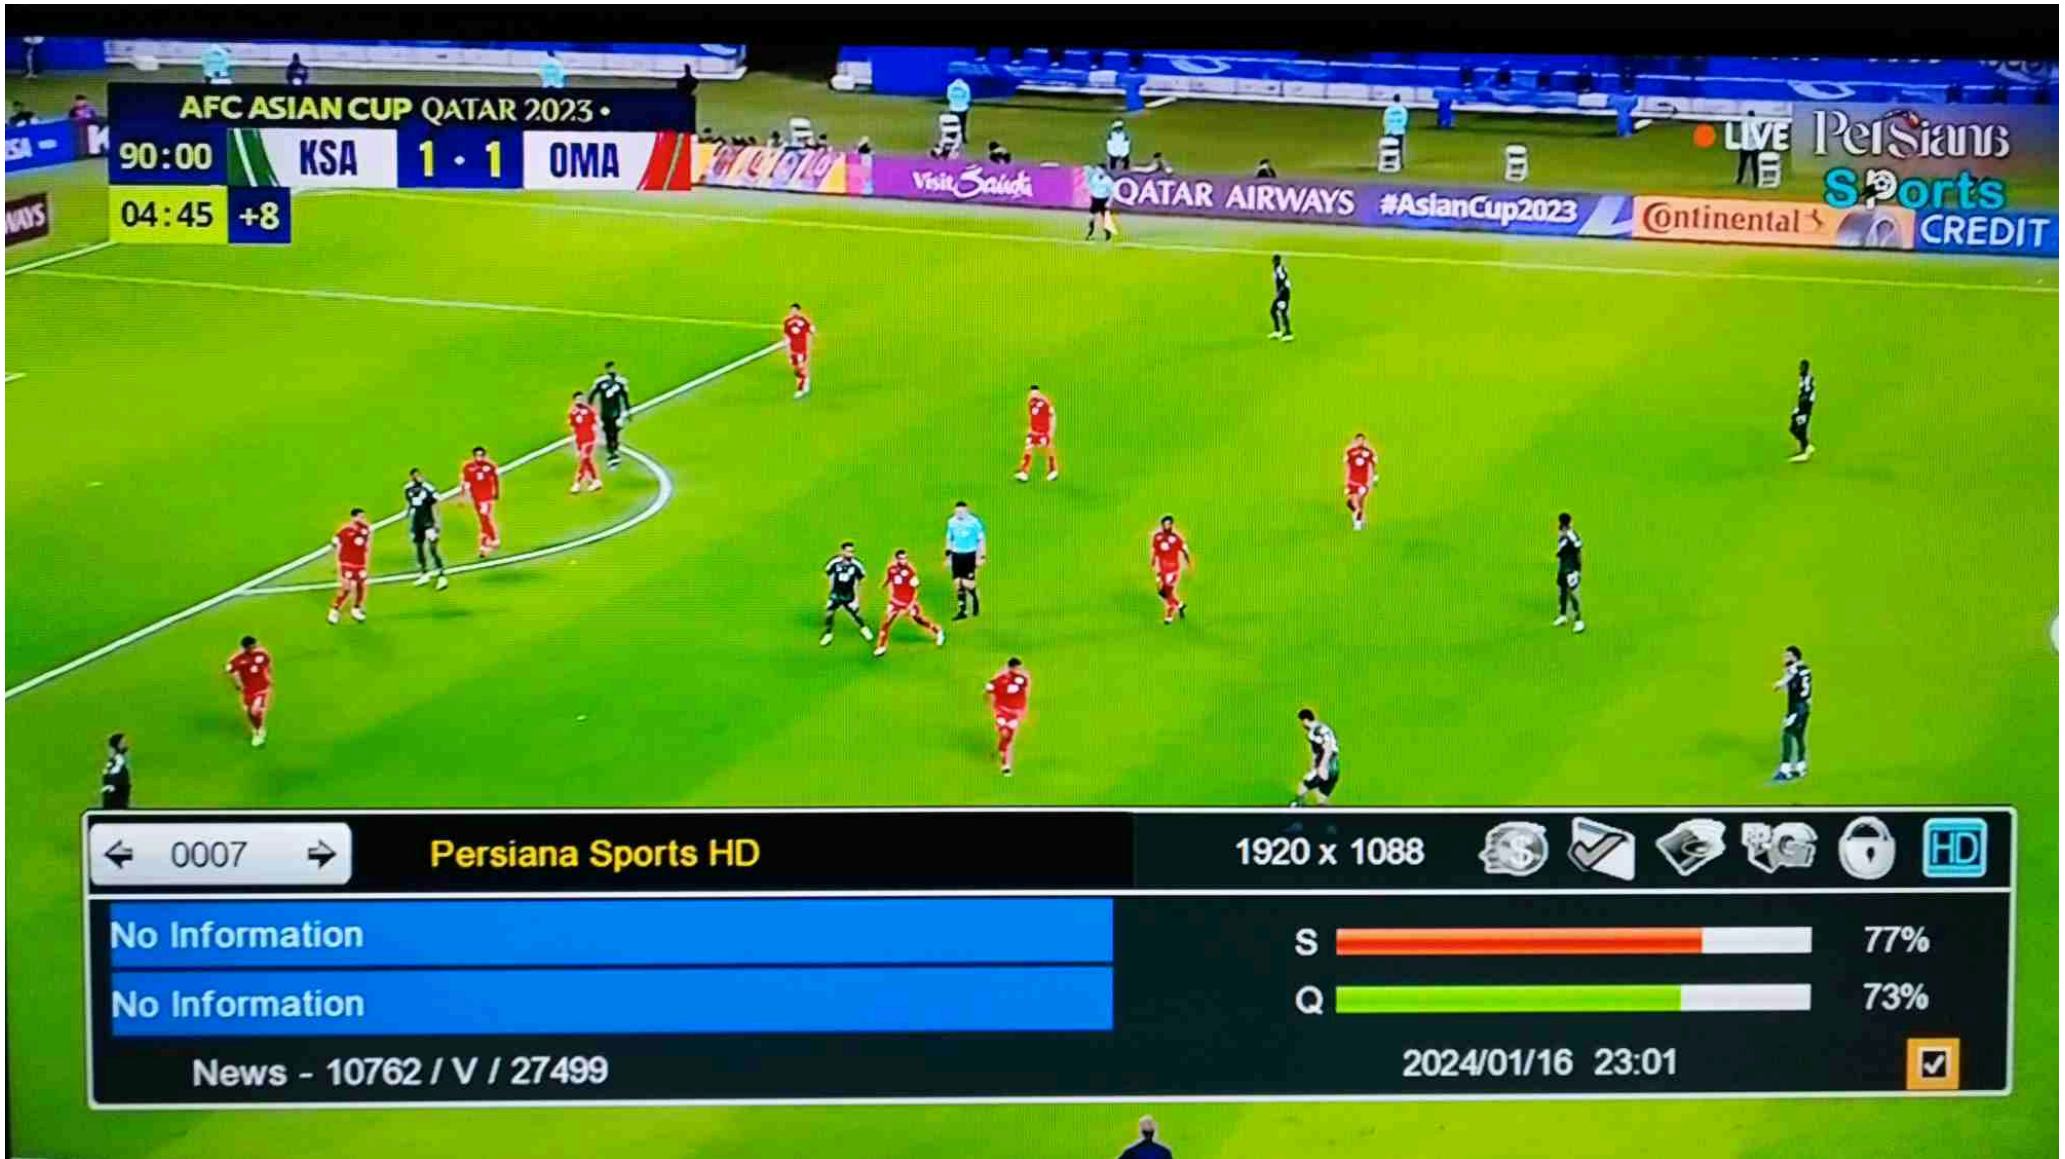 AFC ASIAN CUP QATAR 2023
90:00 KSA 1 - 1 OMA
04:45 +8
LIVE PerSiana
Sports
Visit Saudi QATAR AIRWAYS #AsianCup2023 Continental CREDIT
0007 Persiana Sports HD 1920 x 1088 HD
No Information
S 77%
No Information
Q 73%
News - 10762 / V / 27499 2024/01/16 23:01